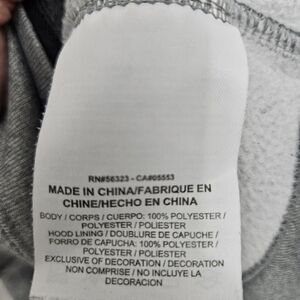 RN#56323 - CA#05553
MADE IN CHINA/FABRIQUE EN
CHINE/HECHO EN CHINA
BODY / CORPS / CUERPO: 100% POLYESTER /
POLYESTER / POLIESTER
HOOD LINING / DOUBLURE DE CAPUCHE /
FORRO DE CAPUCHA: 100% POLYESTER /
POLYESTER / POLIESTER
EXCLUSIVE OF DECORATION / DECORATION
NON COMPRISE / NO INCLUYE LA
DECORACION